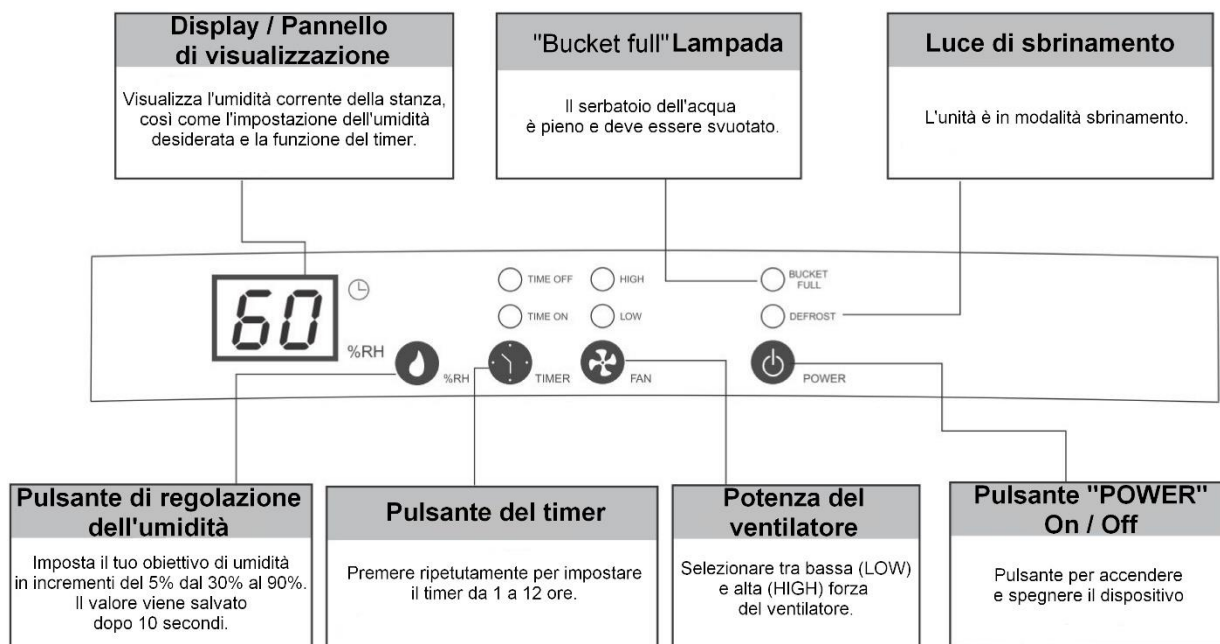 Display / Pannello
di visualizzazione
Visualizza l'umidità corrente della stanza,
così come l'impostazione dell'umidità
desiderata e la funzione del timer.
"Bucket full" Lampada
Il serbatoio dell'acqua
è pieno e deve essere svuotato.
Luce di sbrinamento
L'unità è in modalità sbrinamento.
60
%RH
%RH
TIME OFF
TIME ON
TIMER
HIGH
LOW
FAN
BUCKET
FULL
DEFROST
POWER
Pulsante di regolazione
dell'umidità
Imposta il tuo obiettivo di umidità
in incrementi del 5% dal 30% al 90%.
Il valore viene salvato
dopo 10 secondi.
Pulsante del timer
Premere ripetutamente per impostare
il timer da 1 a 12 ore.
Potenza del
ventilatore
Selezionare tra bassa (LOW)
e alta (HIGH) forza
del ventilatore.
Pulsante "POWER"
On / Off
Pulsante per accendere
e spegnere il dispositivo